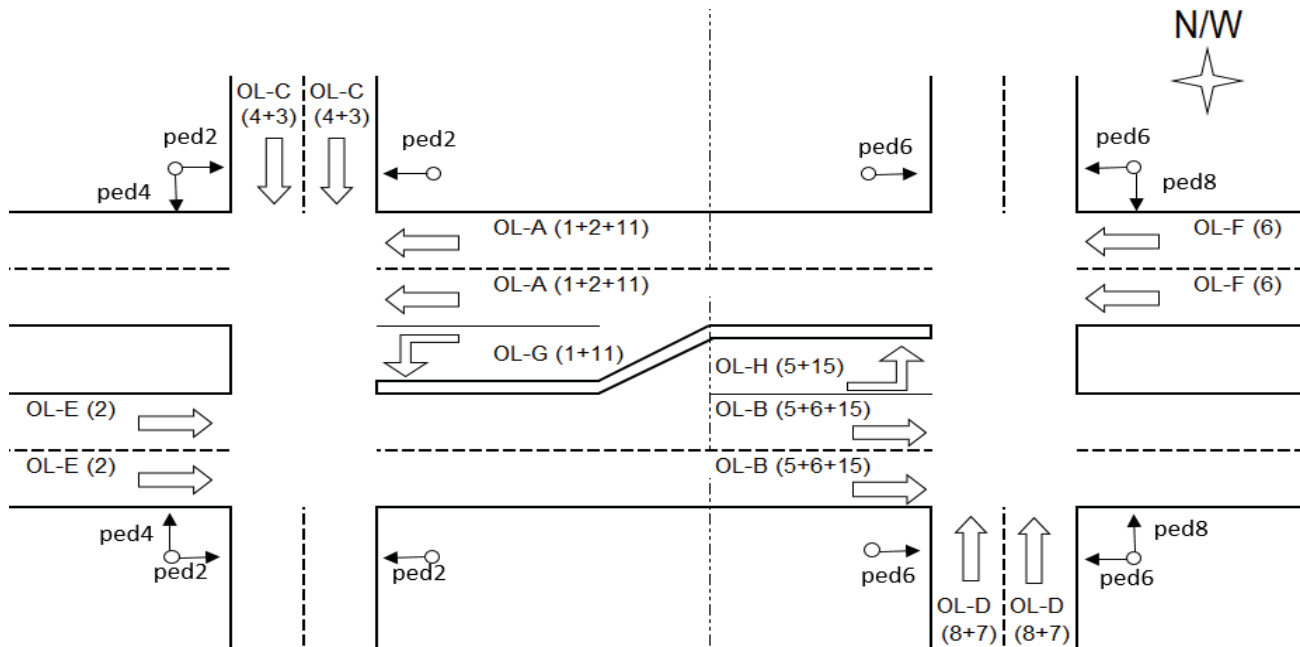 N/W
OL-C
(4+3)
OL-C
(4+3)
ped2
ped4
ped2
ped6
ped6
ped8
OL-A (1+2+11)
OL-F (6)
OL-A (1+2+11)
OL-F (6)
OL-G (1+11)
OL-H (5+15)
OL-E (2)
OL-B (5+6+15)
OL-E (2)
OL-B (5+6+15)
ped4
ped2
ped2
ped6
ped8
ped6
OL-D
(8+7)
OL-D
(8+7)